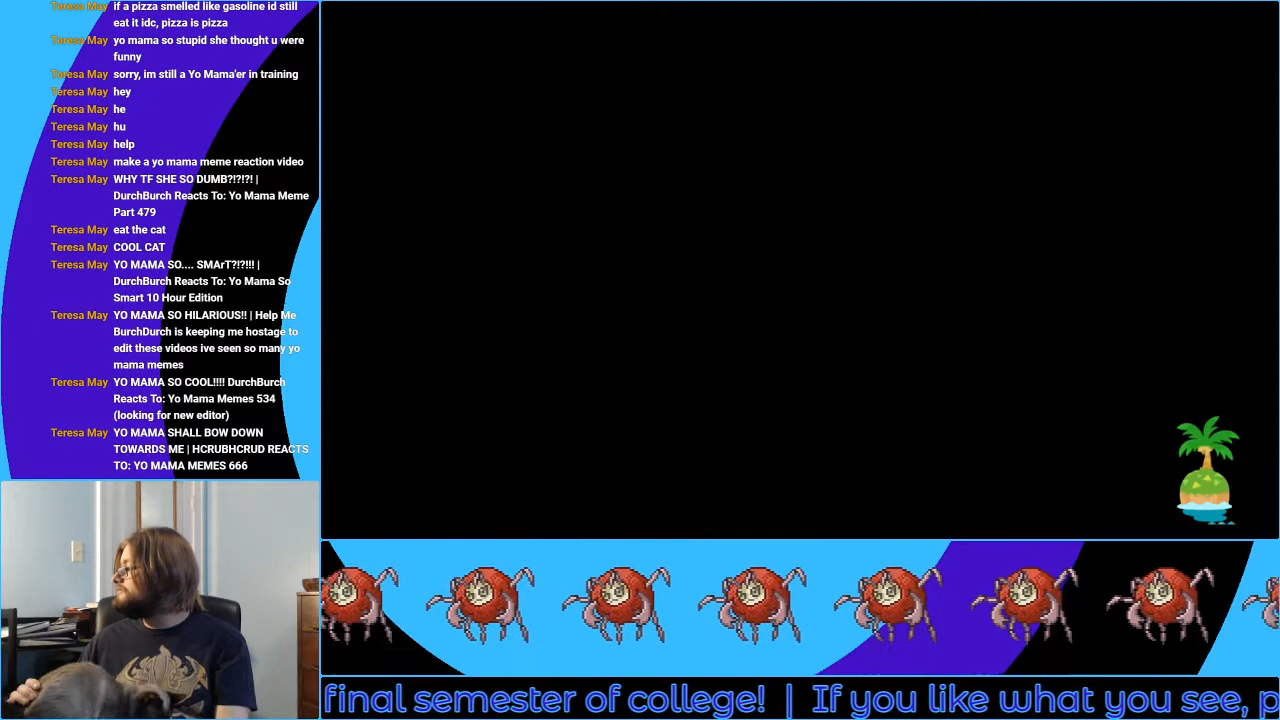 Teresa May if a pizza smelled like gasoline id still
eat it idc, pizza is pizza
Teresa May yo mama so stupid she thought u were
funny
Teresa May sorry, im still a Yo Mama'er in training
Teresa May hey
Teresa May he
Teresa May hu
Teresa May help
Teresa May make a yo mama meme reaction video
Teresa May WHY TF SHE SO DUMB?!?!?! |
DurchBurch Reacts To: Yo Mama Meme
Part 479
Teresa May eat the cat
Teresa May COOL CAT
Teresa May YO MAMA SO.... SMArT?!?!!! |
DurchBurch Reacts To: Yo Mama So
Smart 10 Hour Edition
Teresa May YO MAMA SO HILARIOUS!! | Help Me
BurchDurch is keeping me hostage to
edit these videos ive seen so many yo
mama memes
Teresa May YO MAMA SO COOL!!!! DurchBurch
Reacts To: Yo Mama Memes 534
(looking for new editor)
Teresa May YO MAMA SHALL BOW DOWN
TOWARDS ME | HCRUBHCRUD REACTS
TO: YO MAMA MEMES 666
final semester of college! | If you like what you see, p